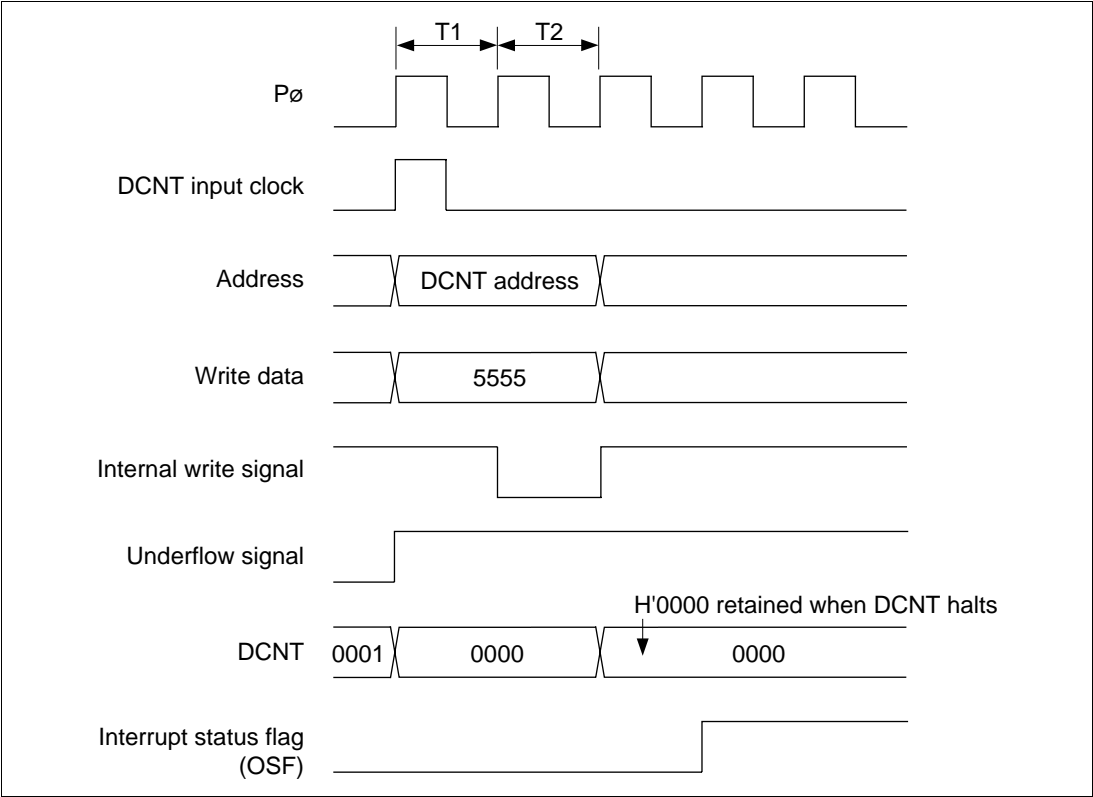 T1 T2
Pø
DCNT input clock
Address DCNT address
Write data 5555
Internal write signal
Underflow signal
H'0000 retained when DCNT halts
DCNT 0001 0000 0000
Interrupt status flag
(OSF)